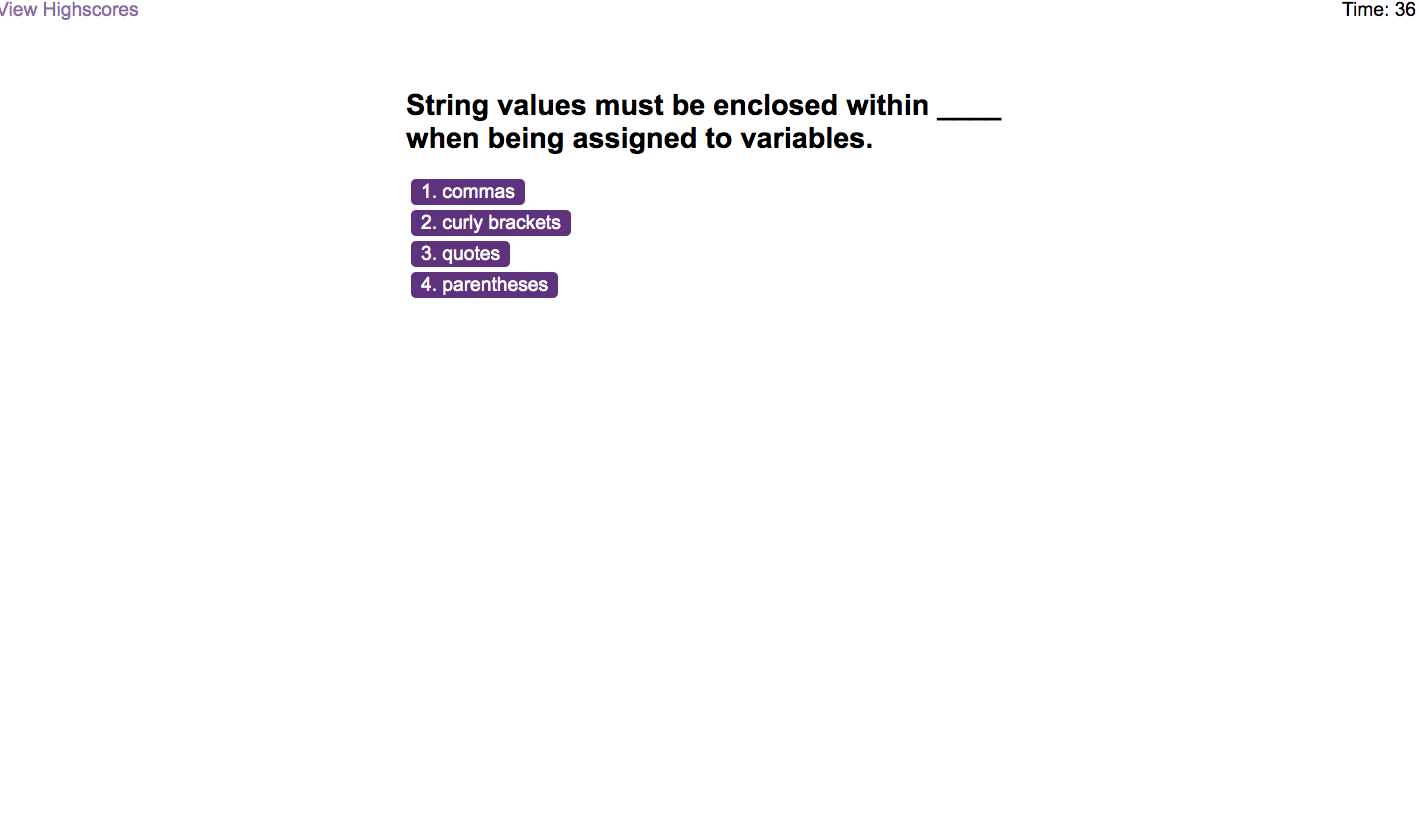 View Highscores
Time: 36
String values must be enclosed within ____
when being assigned to variables.
1. commas
2. curly brackets
3. quotes
4. parentheses